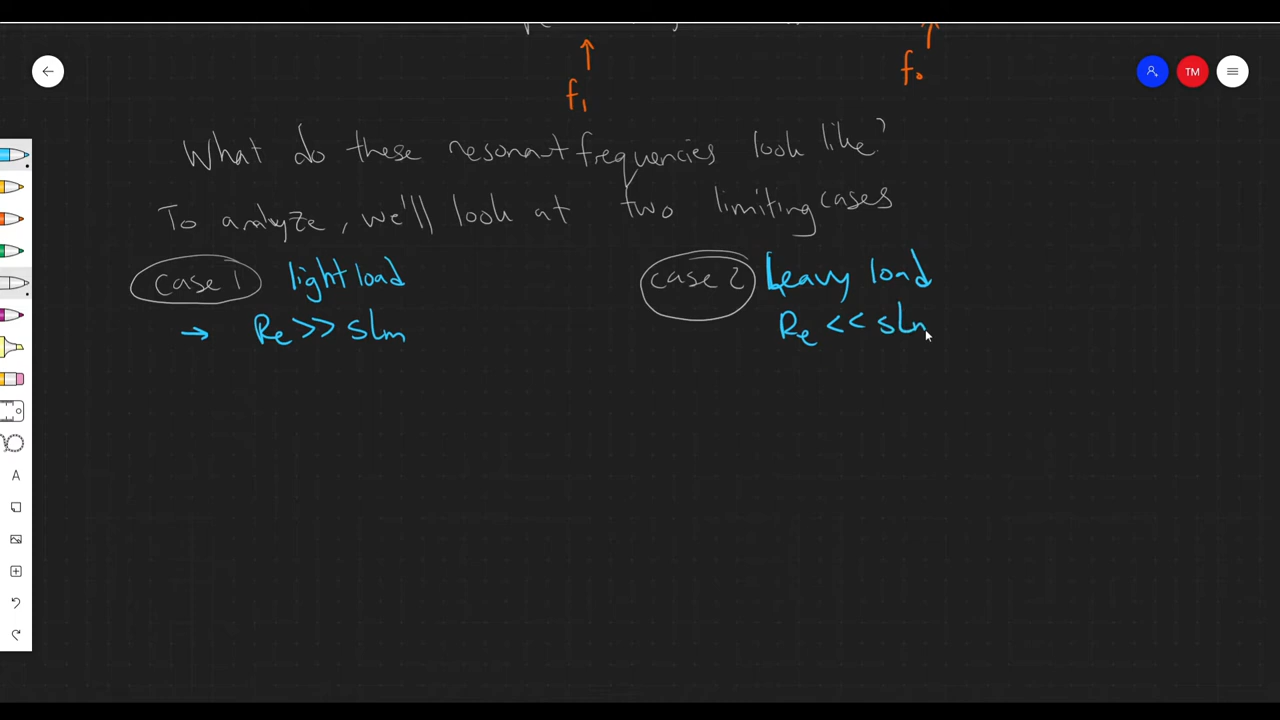 f₁
f₀
TM
What do these resonant frequencies look like?
To analyze, we'll look at two limiting cases
case 1 light load
→ Re >> sLm
case 2 heavy load
Re << sLm
A